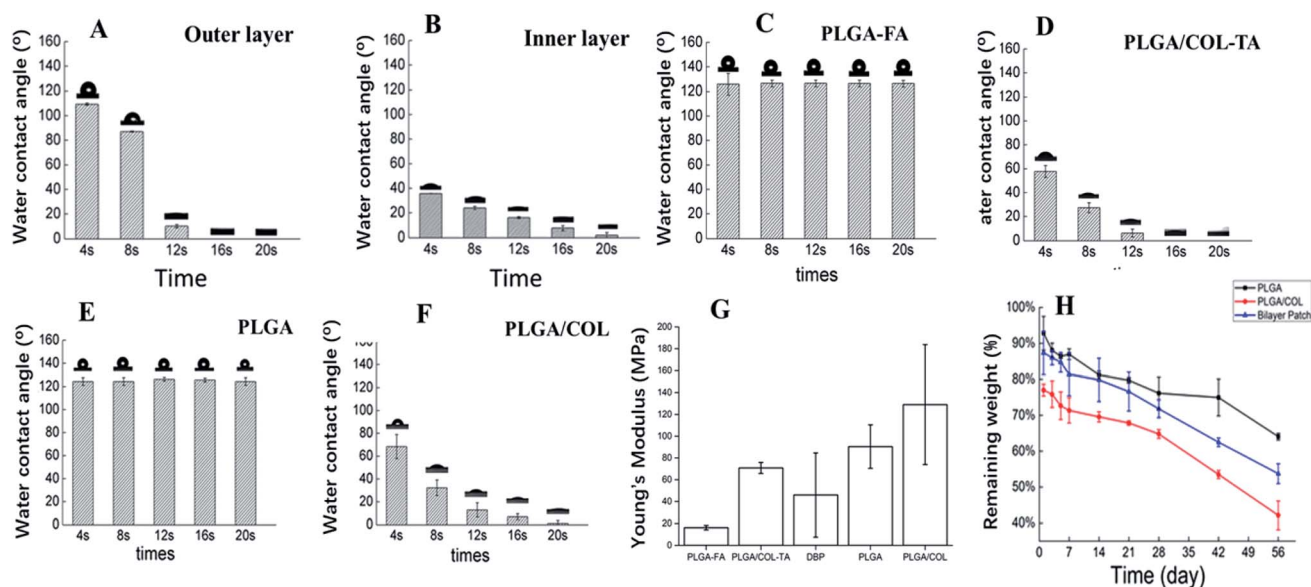 A
Outer layer
Water contact angle (°)
160
140
120
100
80
60
40
20
0
4s 8s 12s 16s 20s
Time
B
Inner layer
Water contact angle (°)
160
140
120
100
80
60
40
20
0
4s 8s 12s 16s 20s
Time
C
PLGA-FA
Water contact angle (°)
160
140
120
100
80
60
40
20
0
4s 8s 12s 16s 20s
times
D
PLGA/COL-TA
ater contact angle (°)
160
140
120
100
80
60
40
20
0
4s 8s 12s 16s 20s
E
PLGA
Water contact angle (°)
160
140
120
100
80
60
40
20
0
4s 8s 12s 16s 20s
times
F
PLGA/COL
Water contact angle (°)
160
140
120
100
80
60
40
20
0
4s 8s 12s 16s 20s
times
G
Young's Modulus (MPa)
200
180
160
140
120
100
80
60
40
20
0
PLGA-FA PLGA/COL-TA DBP PLGA PLGA/COL
H
PLGA
PLGA/COL
Bilayer Patch
Remaining weight (%)
100%
90%
80%
70%
60%
50%
40%
0 7 14 21 28 35 42 49 56
Time (day)